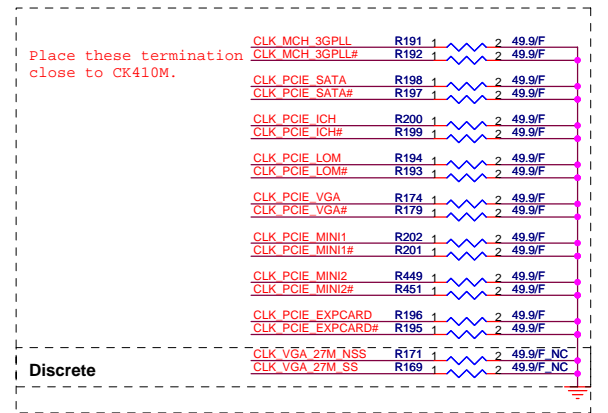 Place these termination
close to CK410M.
CLK_MCH_3GPLL R191 1 2 49.9/F
CLK_MCH_3GPLL# R192 1 2 49.9/F
CLK_PCIE_SATA R198 1 2 49.9/F
CLK_PCIE_SATA# R197 1 2 49.9/F
CLK_PCIE_ICH R200 1 2 49.9/F
CLK_PCIE_ICH# R199 1 2 49.9/F
CLK_PCIE_LOM R194 1 2 49.9/F
CLK_PCIE_LOM# R193 1 2 49.9/F
CLK_PCIE_VGA R174 1 2 49.9/F
CLK_PCIE_VGA# R179 1 2 49.9/F
CLK_PCIE_MINI1 R202 1 2 49.9/F
CLK_PCIE_MINI1# R201 1 2 49.9/F
CLK_PCIE_MINI2 R449 1 2 49.9/F
CLK_PCIE_MINI2# R451 1 2 49.9/F
CLK_PCIE_EXPCARD R196 1 2 49.9/F
CLK_PCIE_EXPCARD# R195 1 2 49.9/F
CLK_VGA_27M_NSS R171 1 2 49.9/F_NC
CLK_VGA_27M_SS R169 1 2 49.9/F_NC
Discrete